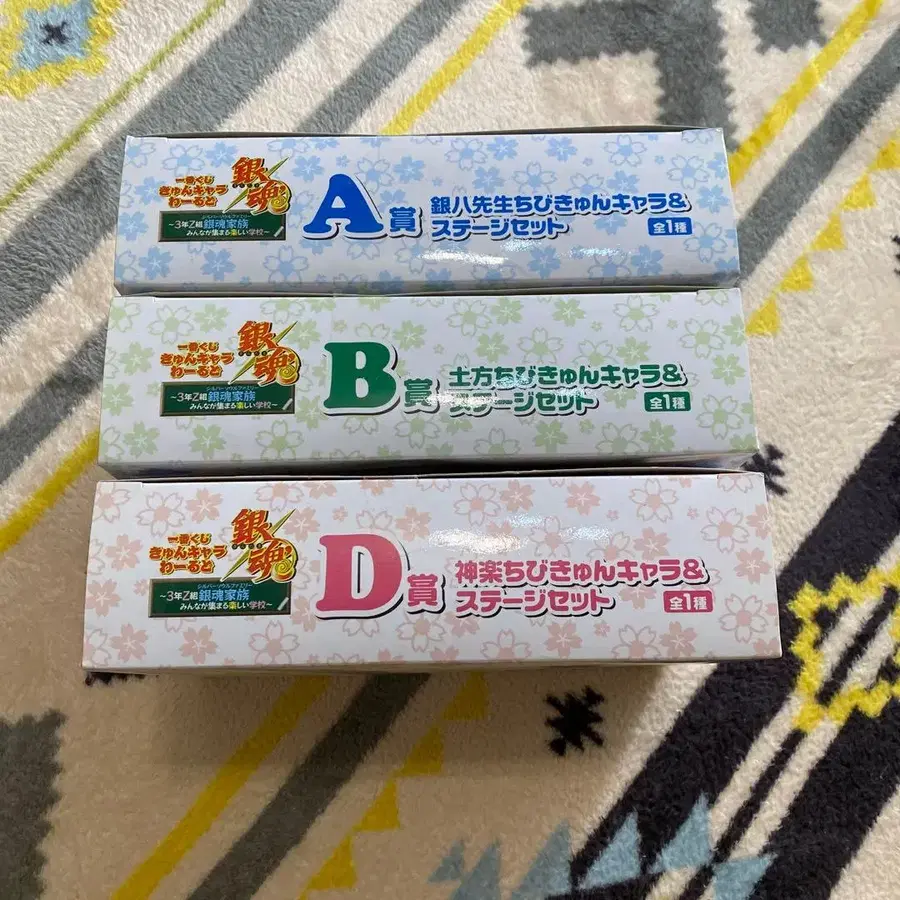 一番くじ
きゅんキャラ
わーるど
銀魂
シルバーソウルファミリー
~3年Z組銀魂家族
みんなが集まる楽しい学校~
A賞
銀八先生ちびきゅんキャラ&
ステージセット
全1種
一番くじ
きゅんキャラ
わーるど
銀魂
シルバーソウルファミリー
~3年Z組銀魂家族
みんなが集まる楽しい学校~
B賞
土方ちびきゅんキャラ&
ステージセット
全1種
一番くじ
きゅんキャラ
わーるど
銀魂
シルバーソウルファミリー
~3年Z組銀魂家族
みんなが集まる楽しい学校~
D賞
神楽ちびきゅんキャラ&
ステージセット
全1種